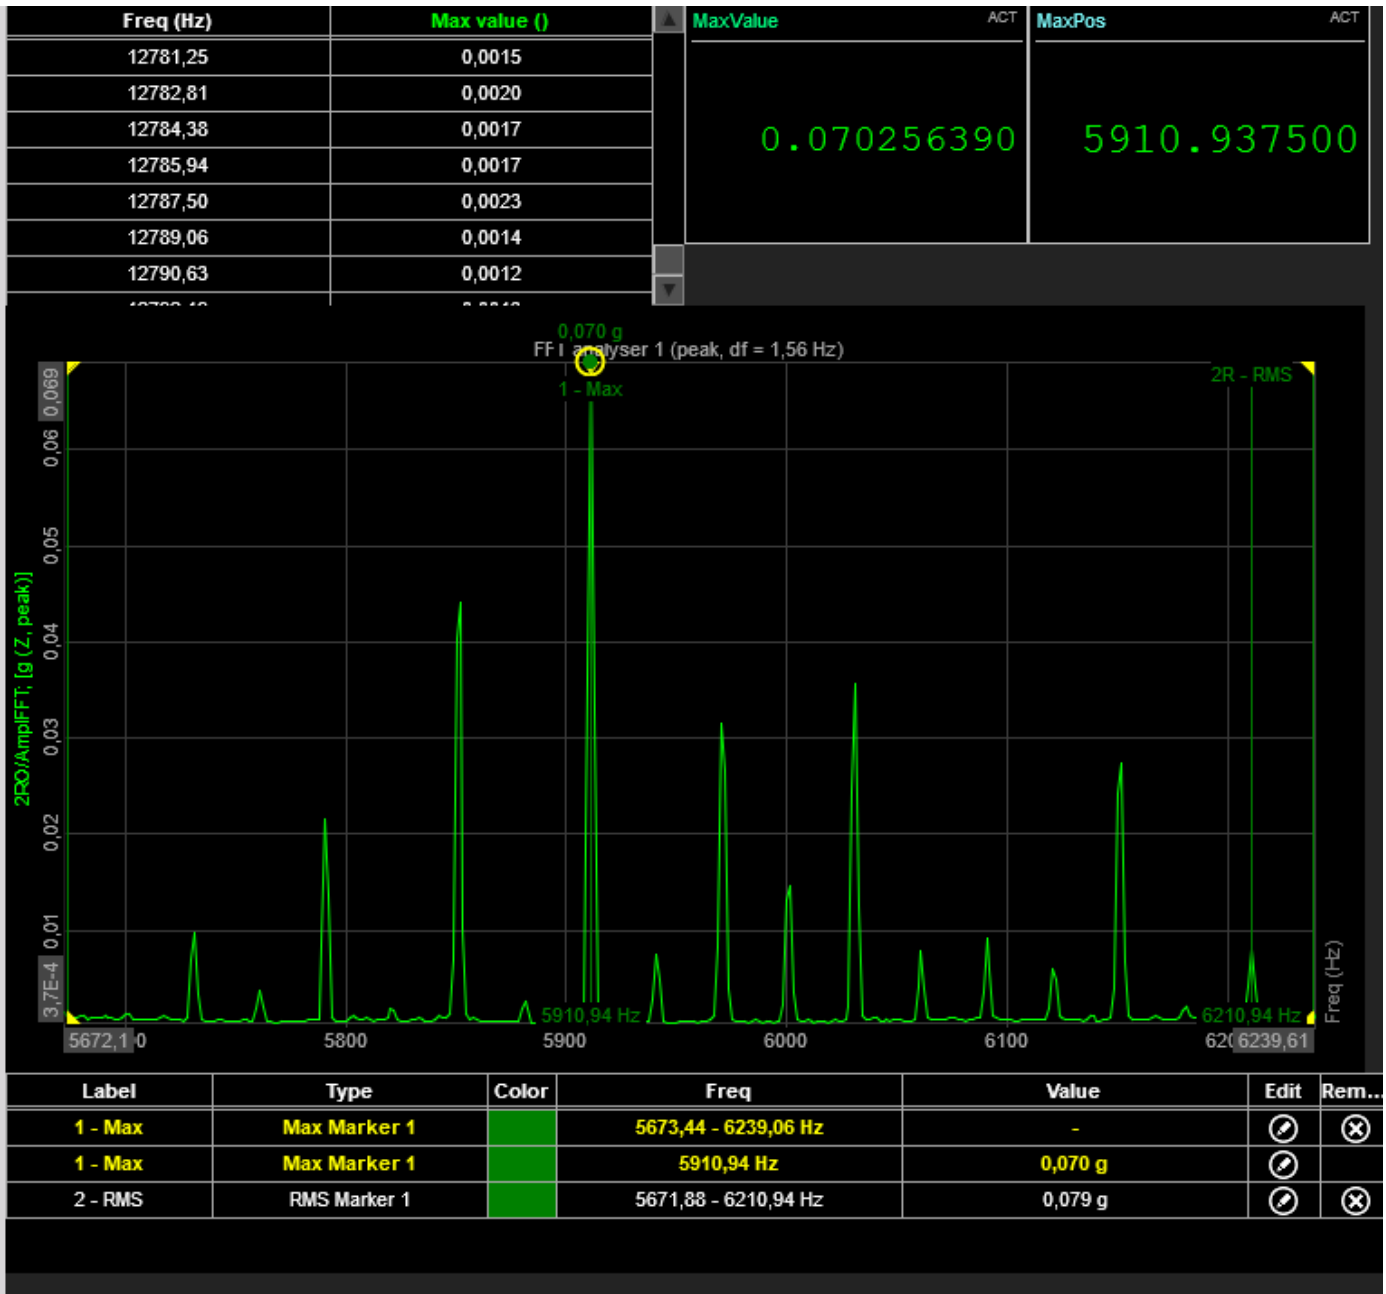 Freq (Hz) Max value ()
12781,25 0,0015
12782,81 0,0020
12784,38 0,0017
12785,94 0,0017
12787,50 0,0023
12789,06 0,0014
12790,63 0,0012
MaxValue ACT
0.070256390
MaxPos ACT
5910.937500
0,070 g
FFT analyser 1 (peak, df = 1,56 Hz)
1 - Max
2R - RMS
0,069
0,06
0,05
0,04
0,03
0,02
0,01
3,7E-4
2RO/AmplFFT; [g (Z, peak)]
5910,94 Hz
6210,94 Hz
Freq (Hz)
5672,1 5800 5900 6000 6100 6239,61
Label Type Color Freq Value Edit Rem...
1 - Max Max Marker 1 5673,44 - 6239,06 Hz -
1 - Max Max Marker 1 5910,94 Hz 0,070 g
2 - RMS RMS Marker 1 5671,88 - 6210,94 Hz 0,079 g